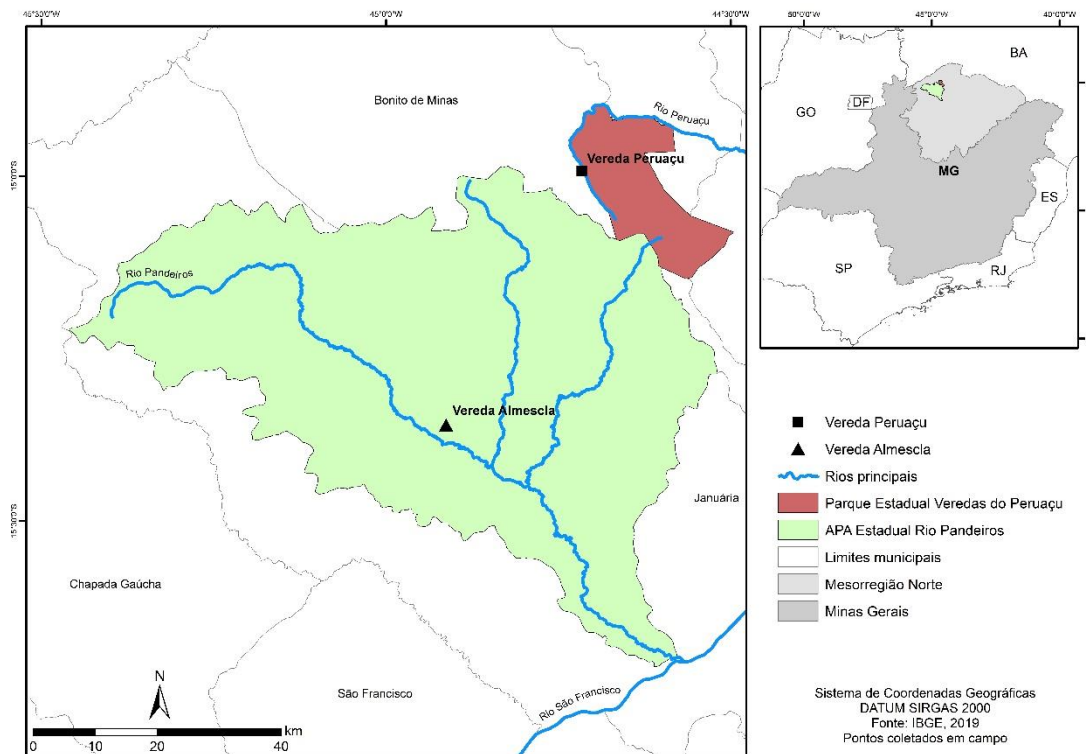 45°30'0"W
45°0'0"W
44°30'0"W
15°0'0"S
15°30'0"S
Bonito de Minas
Rio Peruaçu
Vereda Peruaçu
Rio Pandeiros
Vereda Almescla
Januária
Chapada Gaúcha
São Francisco
Rio São Francisco
N
km
0 10 20 40
50°0'0"W
45°0'0"W
40°0'0"W
BA
GO
DF
MG
ES
SP
RJ
Vereda Peruaçu
Vereda Almescla
Rios principais
Parque Estadual Veredas do Peruaçu
APA Estadual Rio Pandeiros
Limites municipais
Mesorregião Norte
Minas Gerais
Sistema de Coordenadas Geográficas
DATUM SIRGAS 2000
Fonte: IBGE, 2019
Pontos coletados em campo